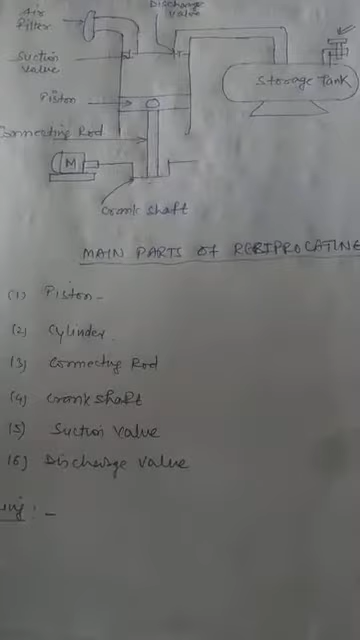 Air
Filter
Discharge
valve
Suction
valve
Storage Tank
Piston
Connecting Rod
M
Crank shaft
MAIN PARTS OF RERIPROCATING
(1) Piston -
(2) Cylinder.
(3) Connecting Rod
(4) Crank shaft
(5) Suction valve
(6) Discharge valve